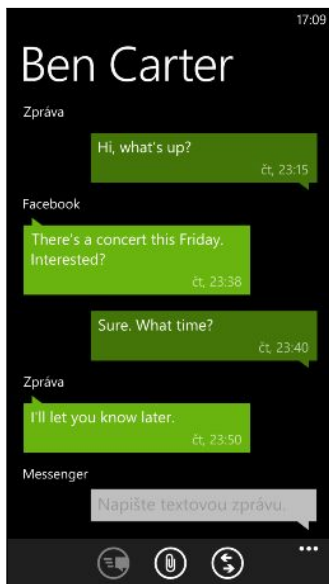 17:09
Ben Carter
Zpráva
Hi, what's up?
čt, 23:15
Facebook
There's a concert this Friday.
Interested?
čt, 23:38
Sure. What time?
čt, 23:40
Zpráva
I'll let you know later.
čt, 23:50
Messenger
Napište textovou zprávu.